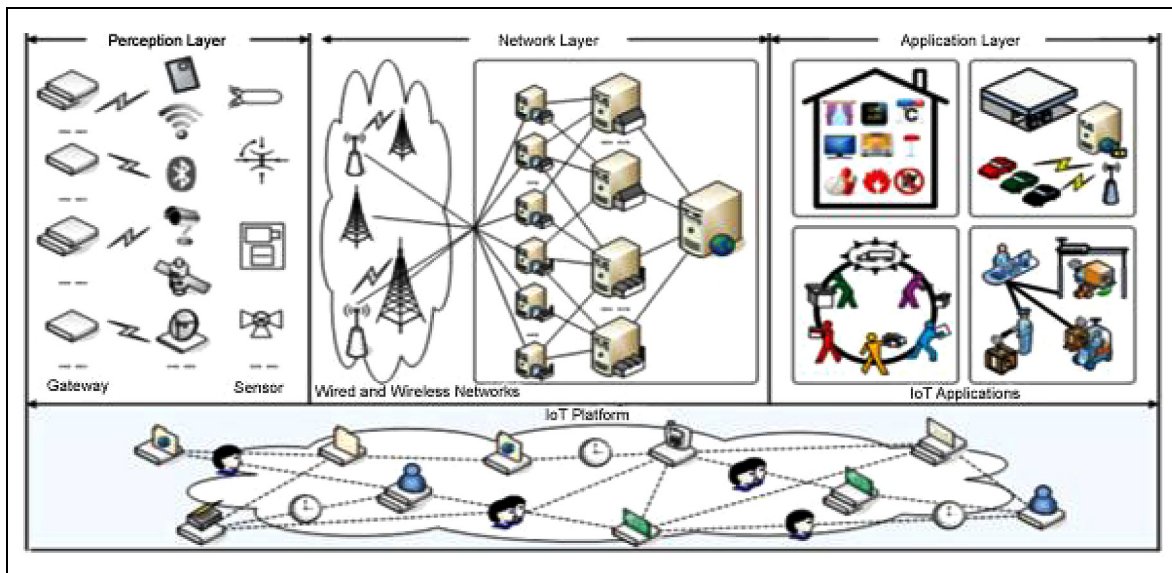 Perception Layer
Network Layer
Application Layer
Gateway
Sensor
Wired and Wireless Networks
IoT Applications
IoT Platform
C